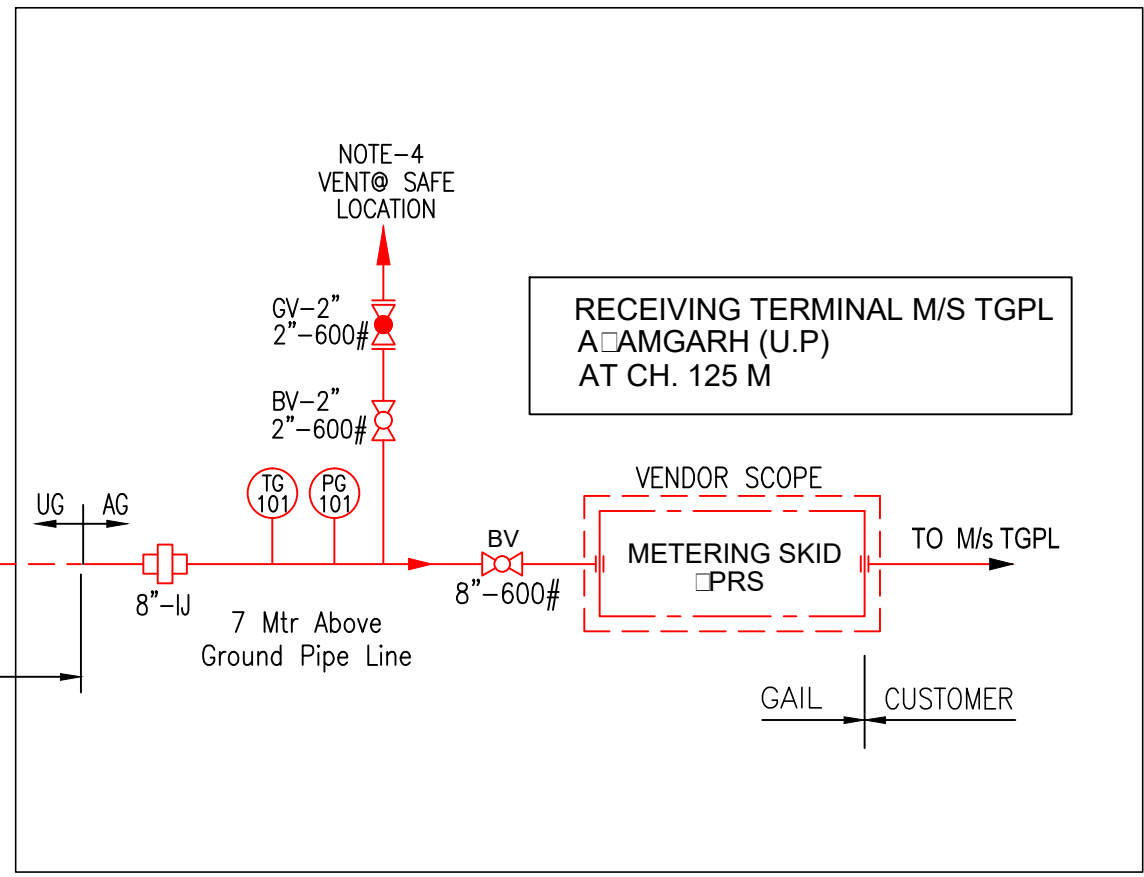 NOTE-4
VENT@ SAFE
LOCATION
GV-2"
2"-600#
BV-2"
2"-600#
RECEIVING TERMINAL M/S TGPL
A□AMGARH (U.P)
AT CH. 125 M
TG
101
PG
101
UG AG
8"-IJ
7 Mtr Above
Ground Pipe Line
BV
8"-600#
VENDOR SCOPE
METERING SKID
□PRS
TO M/s TGPL
GAIL CUSTOMER